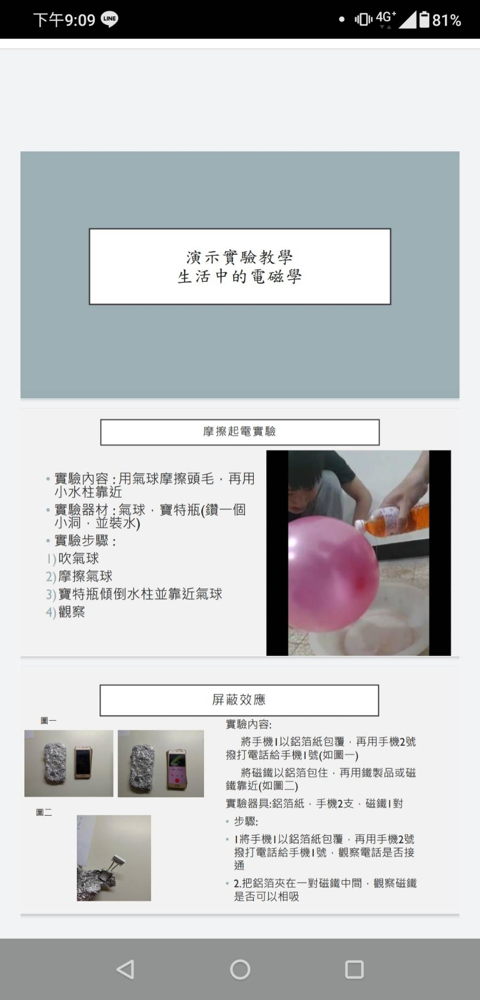 下午9:09 LINE 4G+ 81%
演示實驗教學
生活中的電磁學
摩擦起電實驗
• 實驗內容 : 用氣球摩擦頭毛，再用
小水柱靠近
• 實驗器材 : 氣球，寶特瓶(鑽一個
小洞，並裝水)
• 實驗步驟 :
1) 吹氣球
2) 摩擦氣球
3) 寶特瓶傾倒水柱並靠近氣球
4) 觀察
屏蔽效應
圖一
圖二
實驗內容:
將手機1以鋁箔紙包覆，再用手機2號
撥打電話給手機1號(如圖一)
將磁鐵以鋁箔包住，再用鐵製品或磁
鐵靠近(如圖二)
實驗器具:鋁箔紙，手機2支，磁鐵1對
• 步驟:
• 1將手機1以鋁箔紙包覆，再用手機2號
撥打電話給手機1號，觀察電話是否接
通
• 2.把鋁箔夾在一對磁鐵中間，觀察磁鐵
是否可以相吸